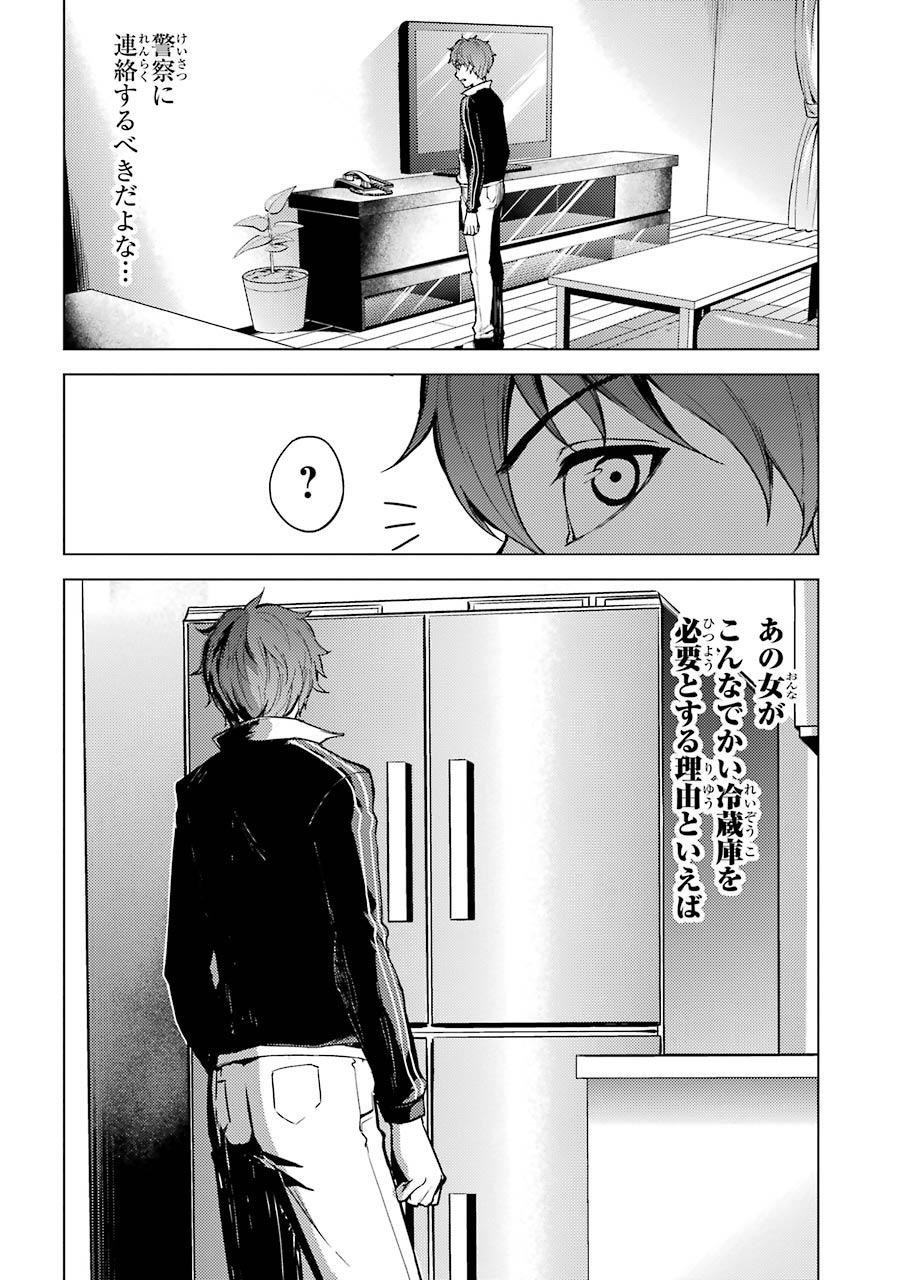 警察に
連絡するべきだよな…
？
あの女が
こんなでかい冷蔵庫を
必要とする理由といえば